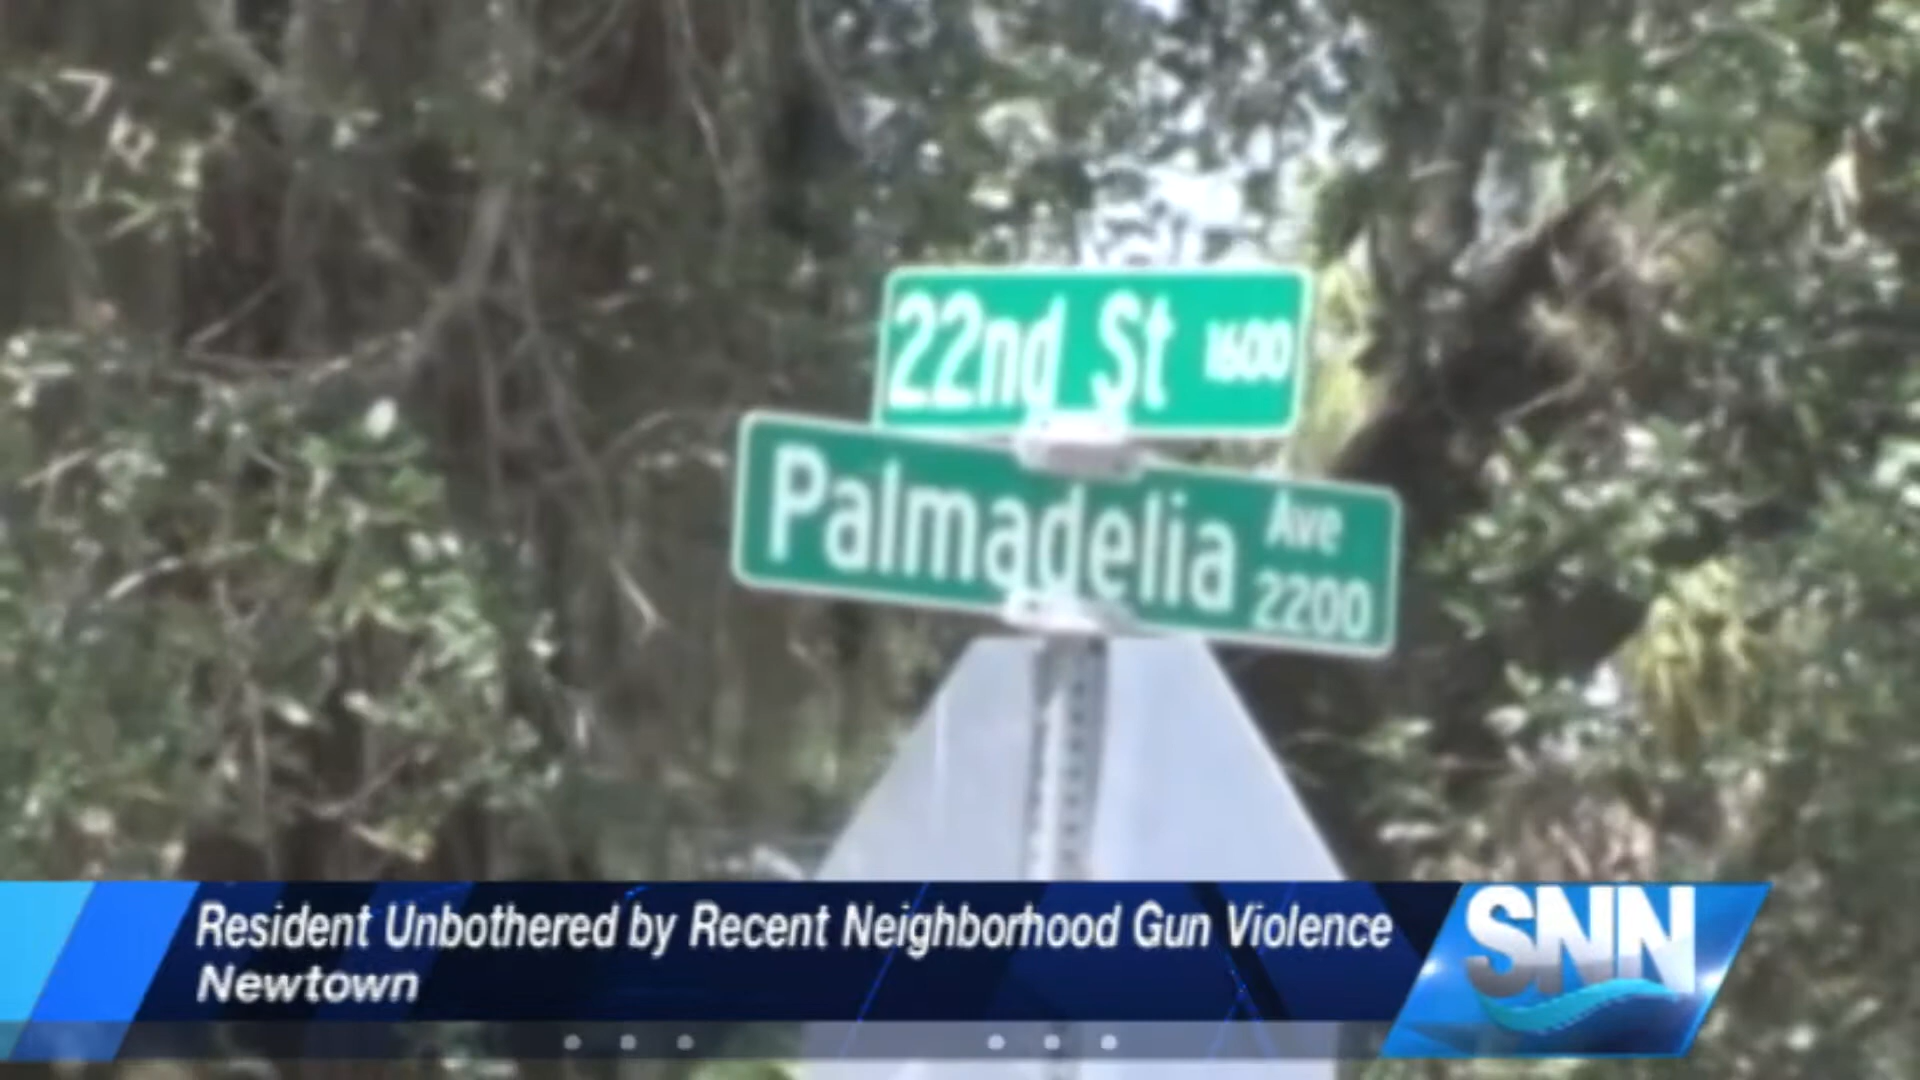 22nd St 1600
Palmadelia Ave 2200
Resident Unbothered by Recent Neighborhood Gun Violence
Newtown
SNN